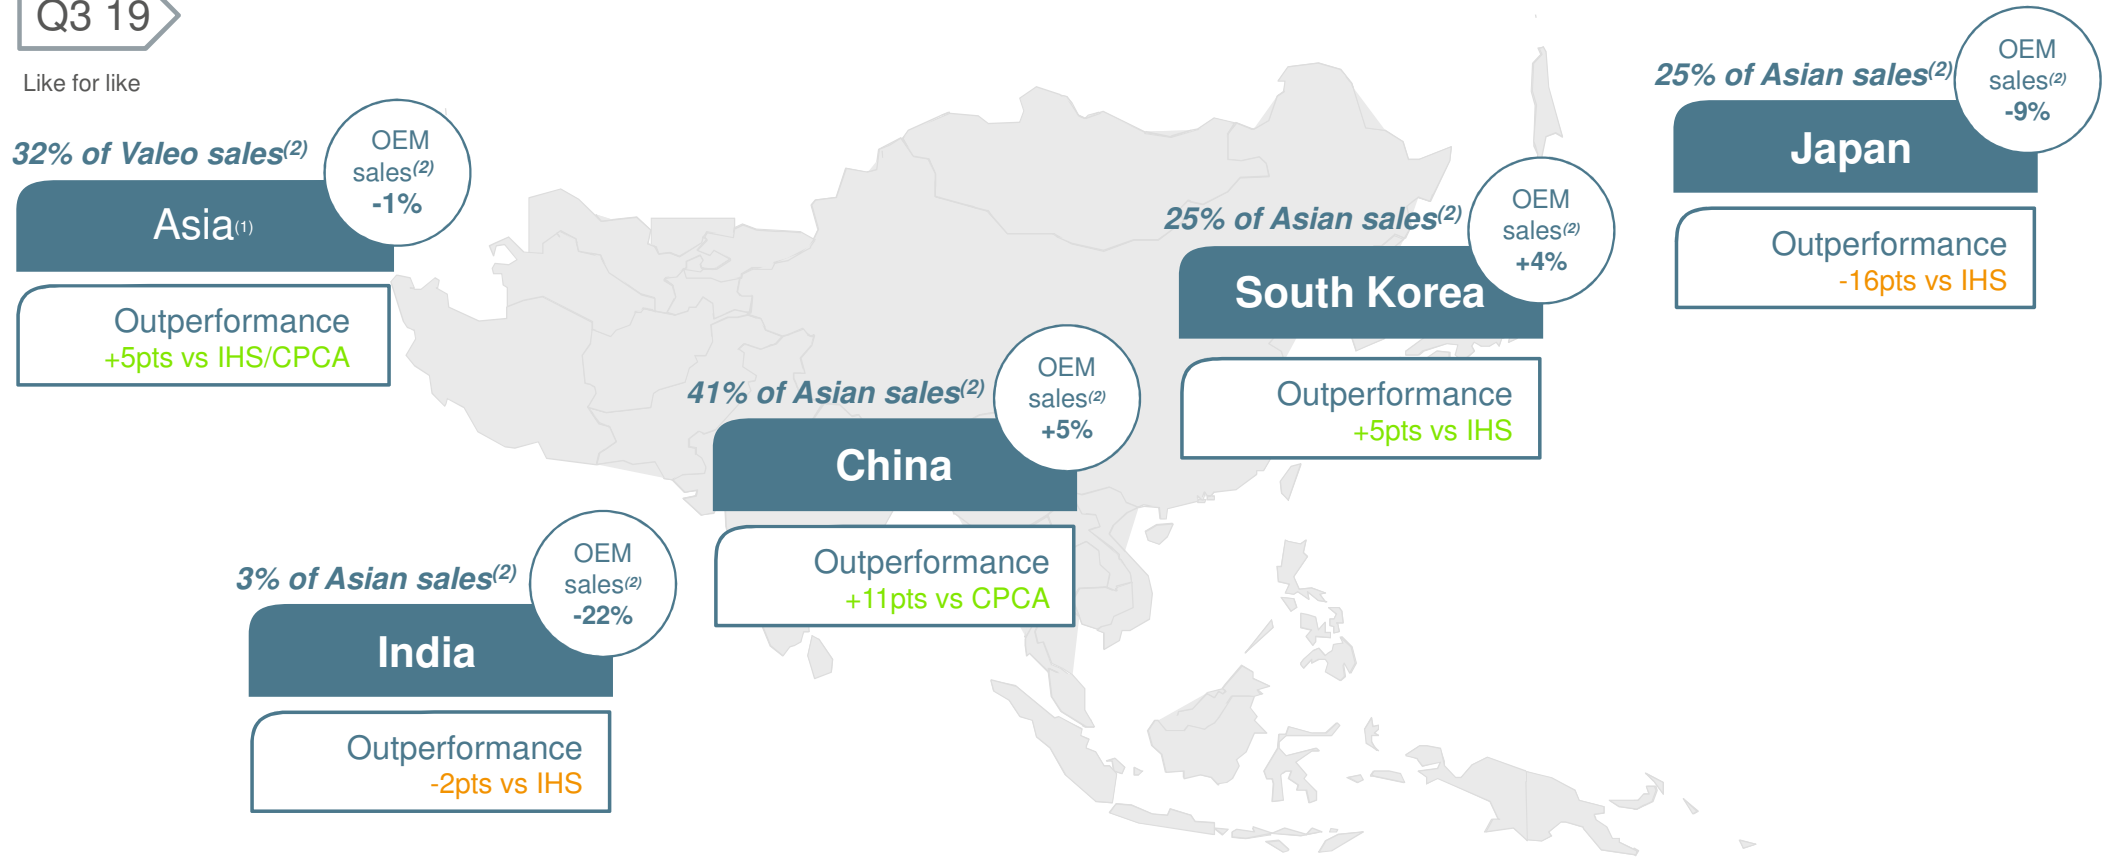 Q3 19
Like for like
32% of Valeo sales(2)
OEM
sales(2)
-1%
Asia(1)
Outperformance
+5pts vs IHS/CPCA
25% of Asian sales(2)
OEM
sales(2)
-9%
Japan
Outperformance
-16pts vs IHS
25% of Asian sales(2)
OEM
sales(2)
+4%
South Korea
Outperformance
+5pts vs IHS
41% of Asian sales(2)
OEM
sales(2)
+5%
China
Outperformance
+11pts vs CPCA
3% of Asian sales(2)
OEM
sales(2)
-22%
India
Outperformance
-2pts vs IHS